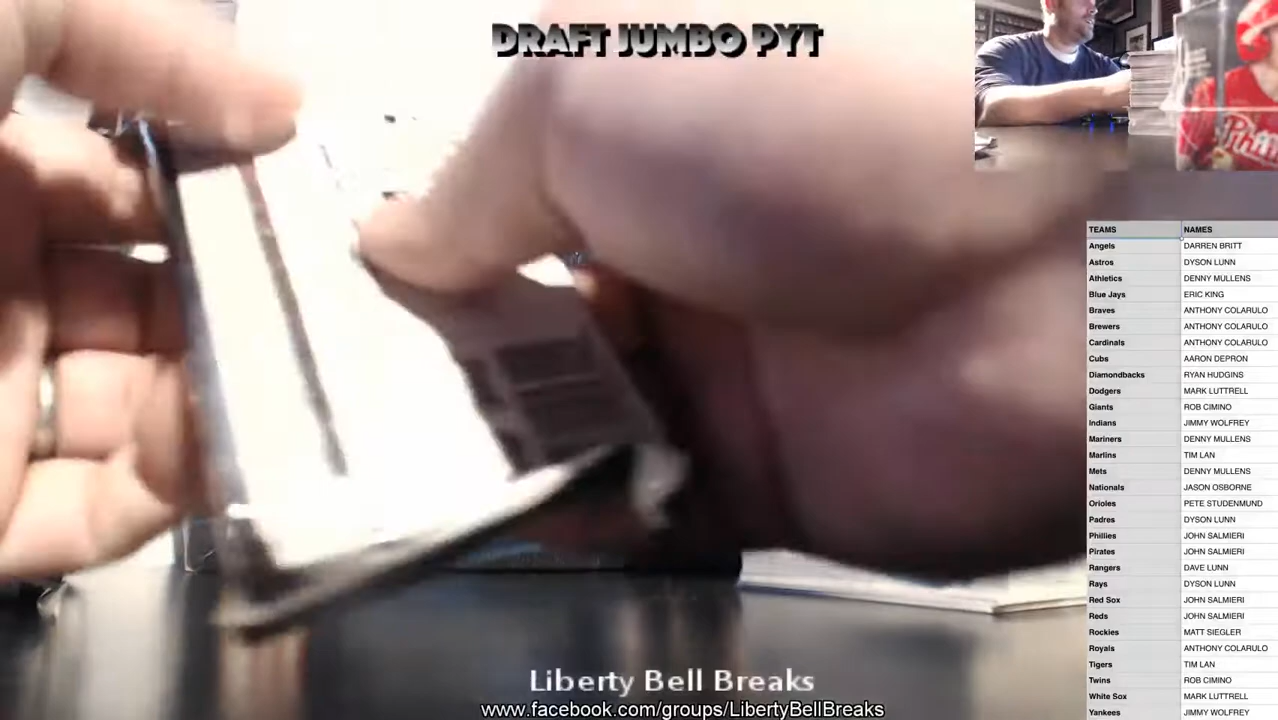 DRAFT JUMBO PYT
TEAMS NAMES
Angels DARREN BRITT
Astros DYSON LUNN
Athletics DENNY MULLENS
Blue Jays ERIC KING
Braves ANTHONY COLARULO
Brewers ANTHONY COLARULO
Cardinals ANTHONY COLARULO
Cubs AARON DEPRON
Diamondbacks RYAN HUDGINS
Dodgers MARK LUTTRELL
Giants ROB CIMINO
Indians JIMMY WOLFREY
Mariners DENNY MULLENS
Marlins TIM LAN
Mets DENNY MULLENS
Nationals JASON OSBORNE
Orioles PETE STUDENMUND
Padres DYSON LUNN
Phillies JOHN SALMIERI
Pirates JOHN SALMIERI
Rangers DAVE LUNN
Rays DYSON LUNN
Red Sox JOHN SALMIERI
Reds JOHN SALMIERI
Rockies MATT SIEGLER
Royals ANTHONY COLARULO
Tigers TIM LAN
Twins ROB CIMINO
White Sox MARK LUTTRELL
Yankees JIMMY WOLFREY
Liberty Bell Breaks
www.facebook.com/groups/LibertyBellBreaks